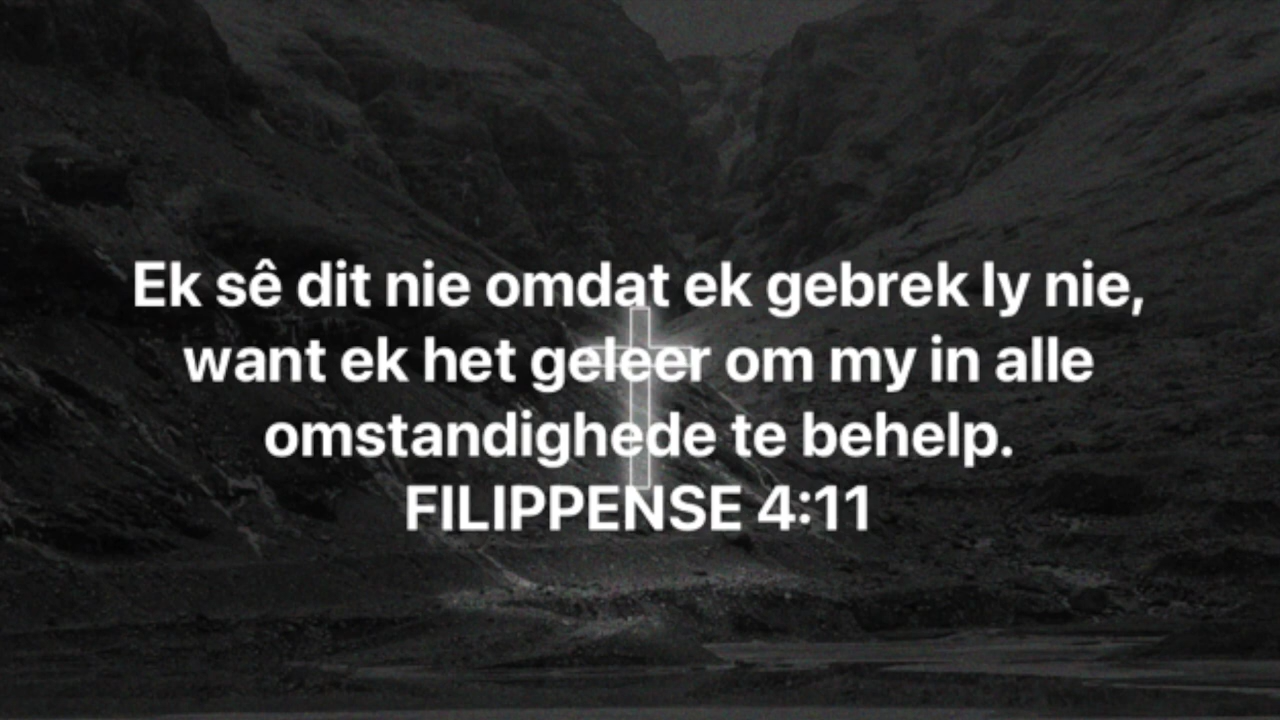 Ek sê dit nie omdat ek gebrek ly nie,
want ek het geleer om my in alle
omstandighede te behelp.
FILIPPENSE 4:11